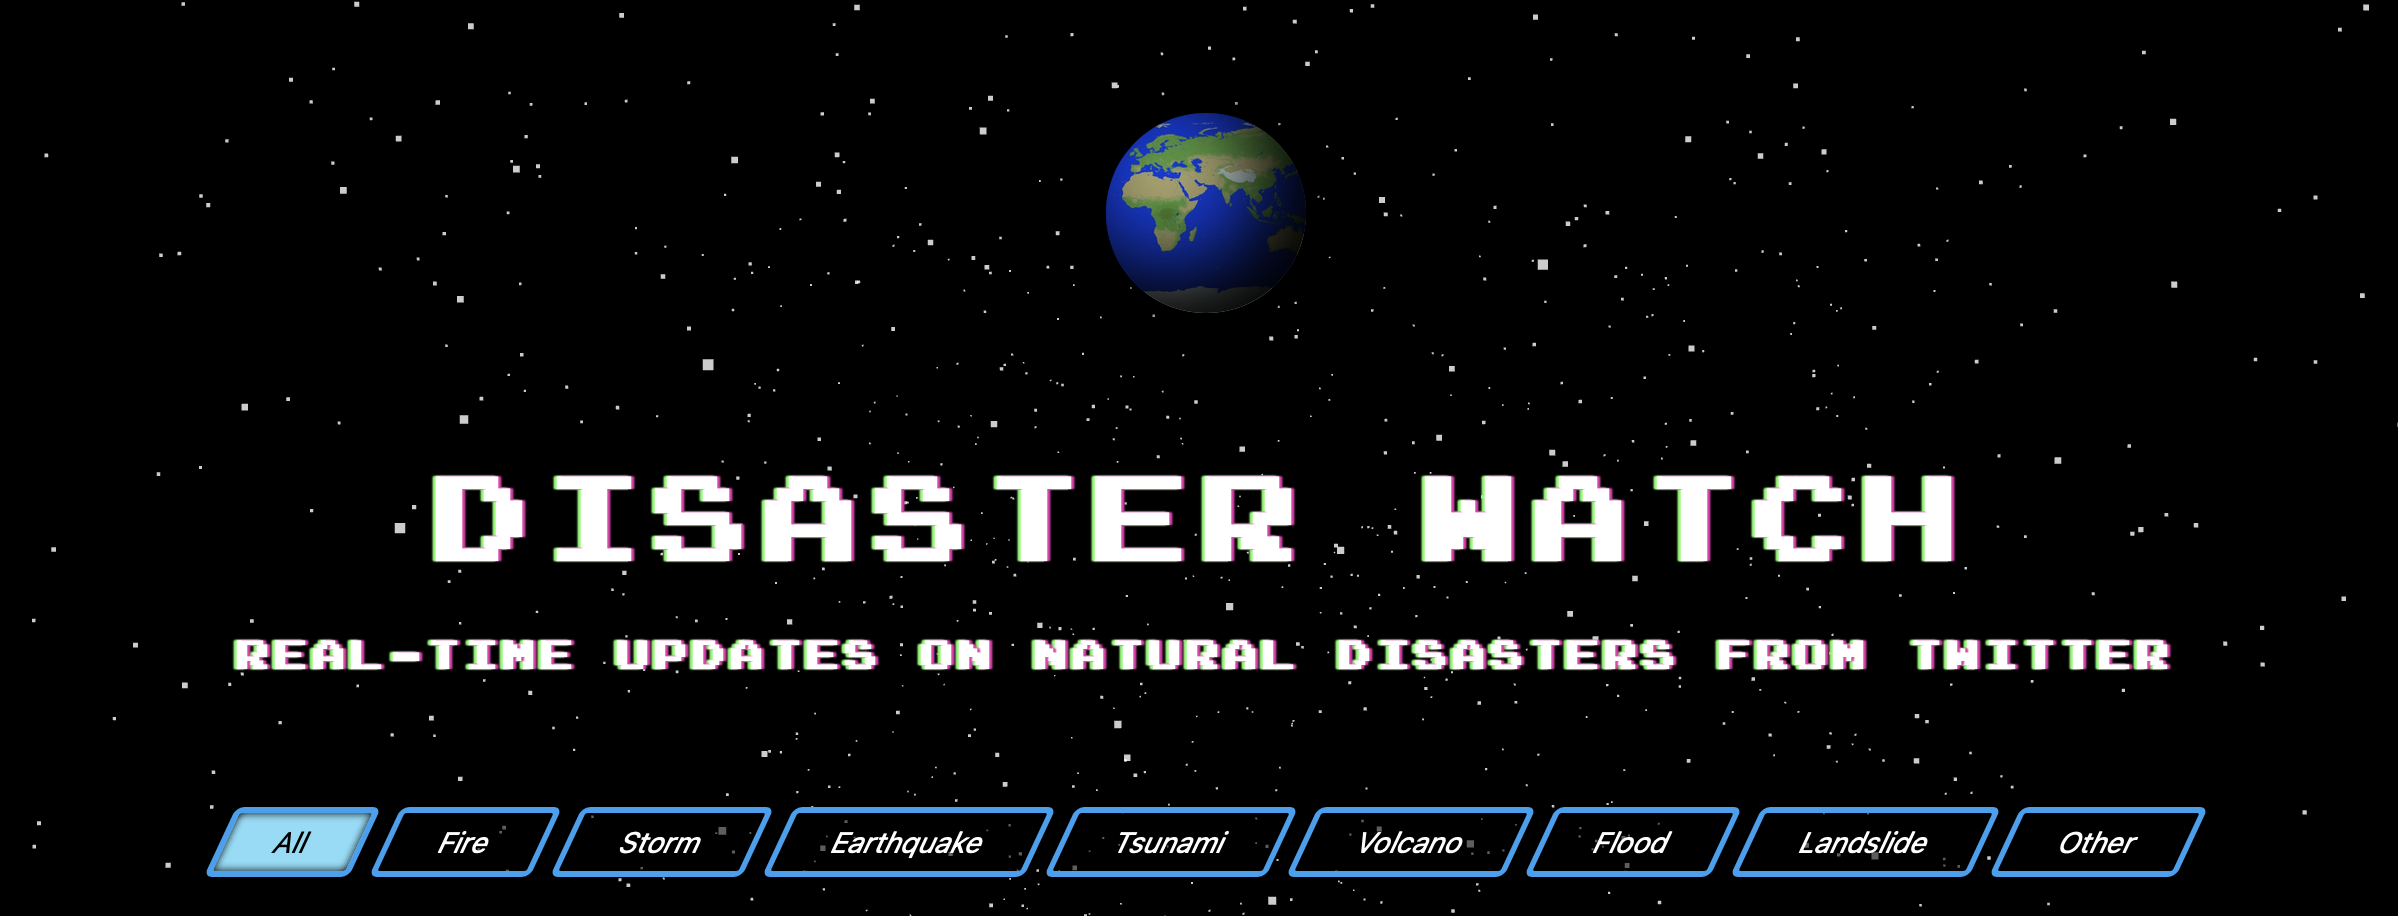 DISASTER WATCH
REAL-TIME UPDATES ON NATURAL DISASTERS FROM TWITTER
All Fire Storm Earthquake Tsunami Volcano Flood Landslide Other